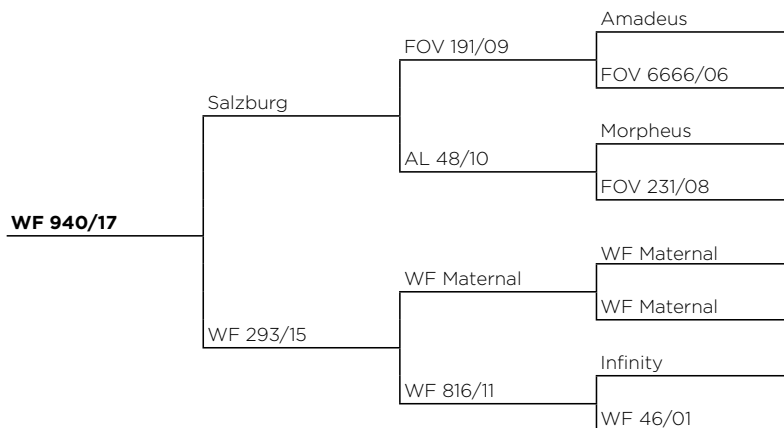 Amadeus
FOV 191/09
FOV 6666/06
Salzburg
Morpheus
AL 48/10
FOV 231/08
WF 940/17
WF Maternal
WF Maternal
WF Maternal
WF 293/15
Infinity
WF 816/11
WF 46/01